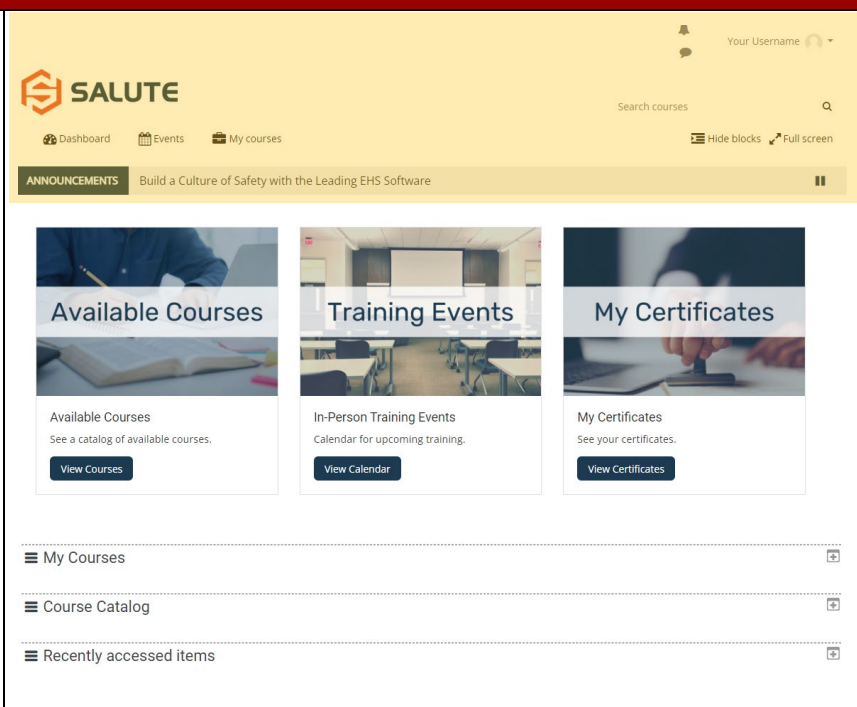 Your Username
SALUTE
Search courses
Dashboard Events My courses Hide blocks Full screen
ANNOUNCEMENTS Build a Culture of Safety with the Leading EHS Software
Available Courses Training Events My Certificates
Available Courses In-Person Training Events My Certificates
See a catalog of available courses. Calendar for upcoming training. See your certificates.
View Courses View Calendar View Certificates
My Courses
Course Catalog
Recently accessed items